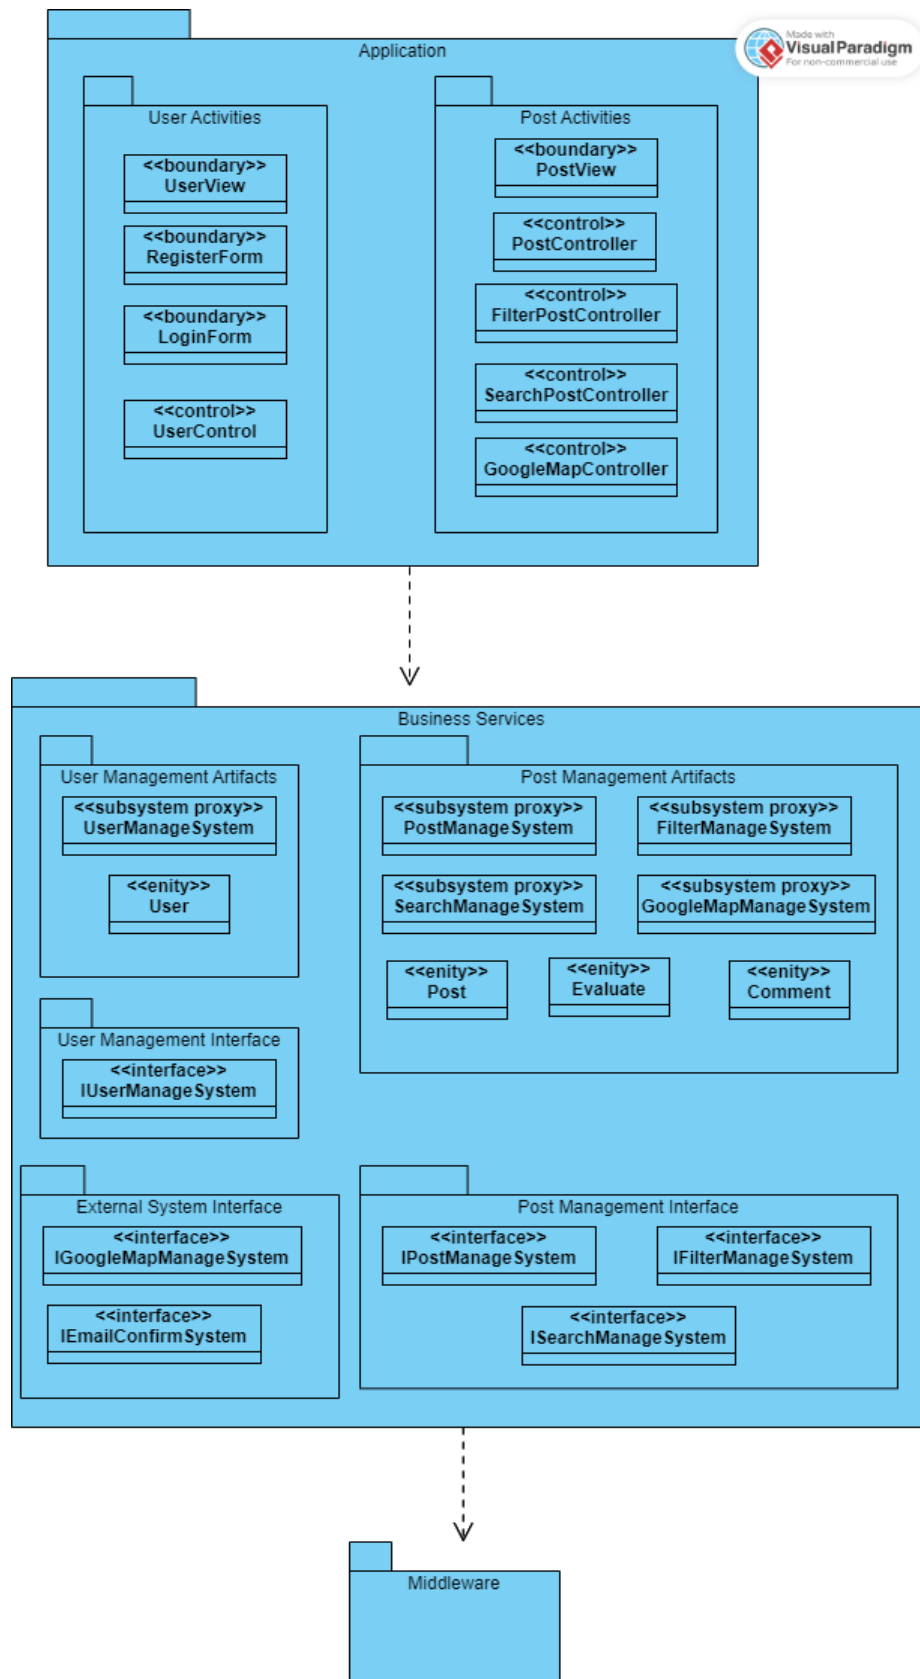 Application
Made with
Visual Paradigm
For non-commercial use
User Activities
<<boundary>>
UserView
<<boundary>>
RegisterForm
<<boundary>>
LoginForm
<<control>>
UserControl
Post Activities
<<boundary>>
PostView
<<control>>
PostController
<<control>>
FilterPostController
<<control>>
SearchPostController
<<control>>
GoogleMapController
Business Services
User Management Artifacts
<<subsystem proxy>>
UserManageSystem
<<enity>>
User
Post Management Artifacts
<<subsystem proxy>>
PostManageSystem
<<subsystem proxy>>
FilterManageSystem
<<subsystem proxy>>
SearchManageSystem
<<subsystem proxy>>
GoogleMapManageSystem
<<enity>>
Post
<<enity>>
Evaluate
<<enity>>
Comment
User Management Interface
<<interface>>
IUserManageSystem
External System Interface
<<interface>>
IGoogleMapManageSystem
<<interface>>
IEmailConfirmSystem
Post Management Interface
<<interface>>
IPostManageSystem
<<interface>>
IFilterManageSystem
<<interface>>
ISearchManageSystem
Middleware